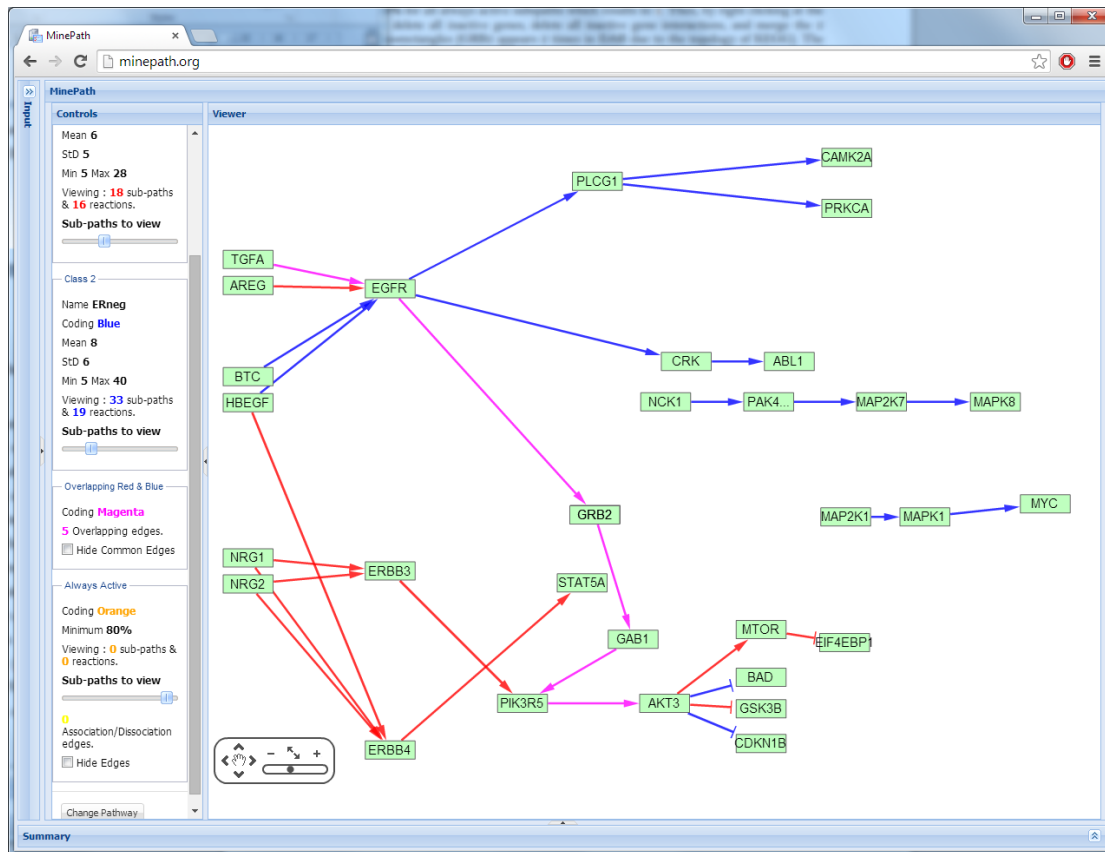 MinePath
minepath.org
Input
MinePath
Controls
Mean 6
StD 5
Min 5 Max 28
Viewing : 18 sub-paths
& 16 reactions.
Sub-paths to view
Class 2
Name ERneg
Coding Blue
Mean 8
StD 6
Min 5 Max 40
Viewing : 33 sub-paths
& 19 reactions.
Sub-paths to view
Overlapping Red & Blue
Coding Magenta
5 Overlapping edges.
Hide Common Edges
Always Active
Coding Orange
Minimum 80%
Viewing : 0 sub-paths &
0 reactions.
Sub-paths to view
0
Association/Dissociation
edges.
Hide Edges
Change Pathway
Viewer
CAMK2A
PLCG1
PRKCA
TGFA
AREG
EGFR
CRK
ABL1
BTC
HBEGF
NCK1
PAK4...
MAP2K7
MAPK8
MYC
GRB2
MAP2K1
MAPK1
NRG1
ERBB3
NRG2
STAT5A
MTOR
GAB1
EIF4EBP1
BAD
PIK3R5
AKT3
GSK3B
CDKN1B
ERBB4
Summary